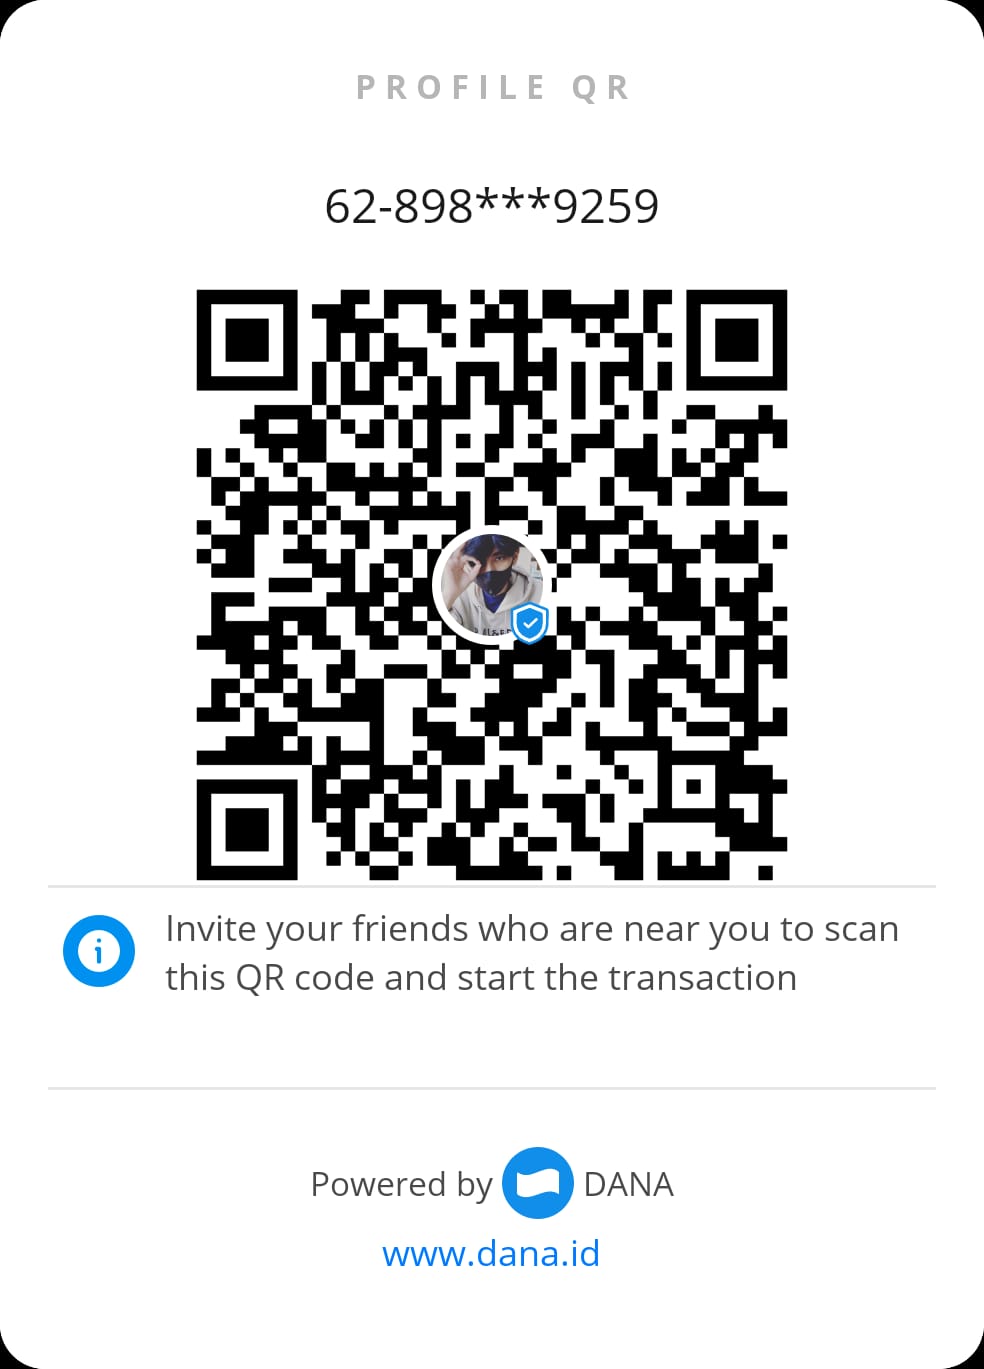 PROFILE QR
62-898***9259
Invite your friends who are near you to scan
this QR code and start the transaction
Powered by DANA
www.dana.id